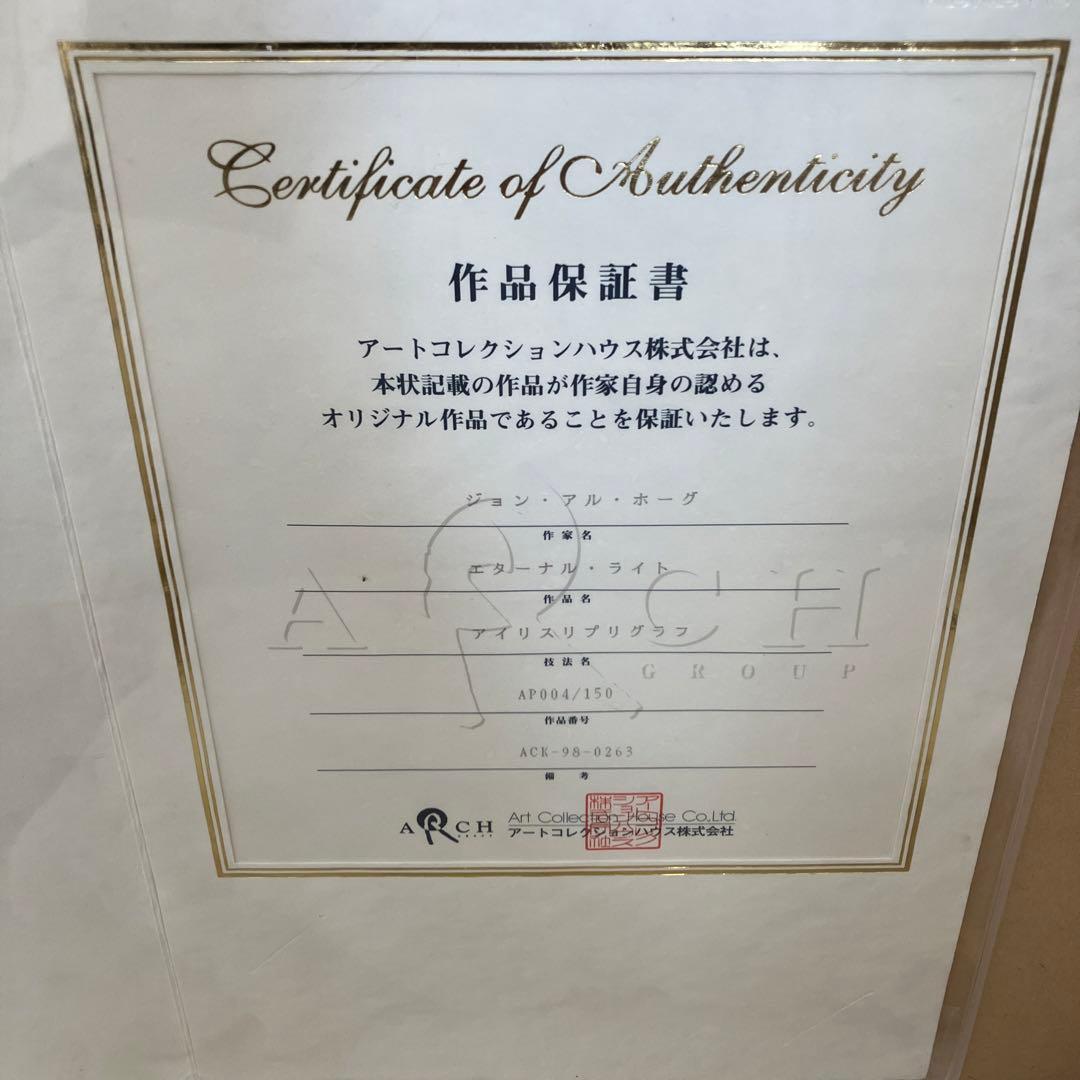 Certificate of Authenticity
作品保証書
アートコレクションハウス株式会社は、
本状記載の作品が作家自身の認める
オリジナル作品であることを保証いたします。
ジョン・アル・ホーグ
作家名
エターナル・ライト
作品名
アイリスリプリグラフ
技法名
AP004/150
作品番号
ACK-98-0263
備 考
ARCH GROUP
ARCH
Art Collection House Co.,Ltd.
アートコレクションハウス株式会社